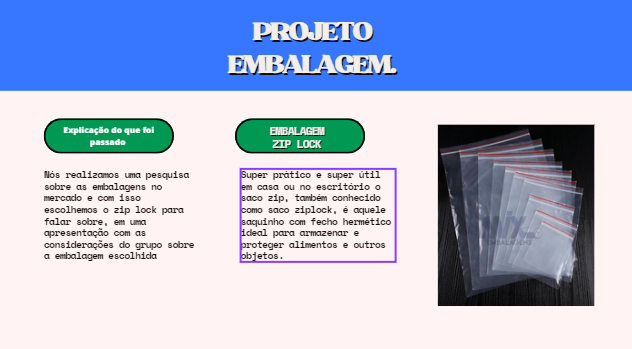 PROJETO
EMBALAGEM.
Explicação do que foi
passado
Nós realizamos uma pesquisa
sobre as embalagens no
mercado e com isso
escolhemos o zip lock para
falar sobre, em uma
apresentação com as
considerações do grupo sobre
a embalagem escolhida
EMBALAGEM
ZIP LOCK
Super prático e super útil
em casa ou no escritório o
saco zip, também conhecido
como saco ziplock, é aquele
saquinho com fecho hermético
ideal para armazenar e
proteger alimentos e outros
objetos.